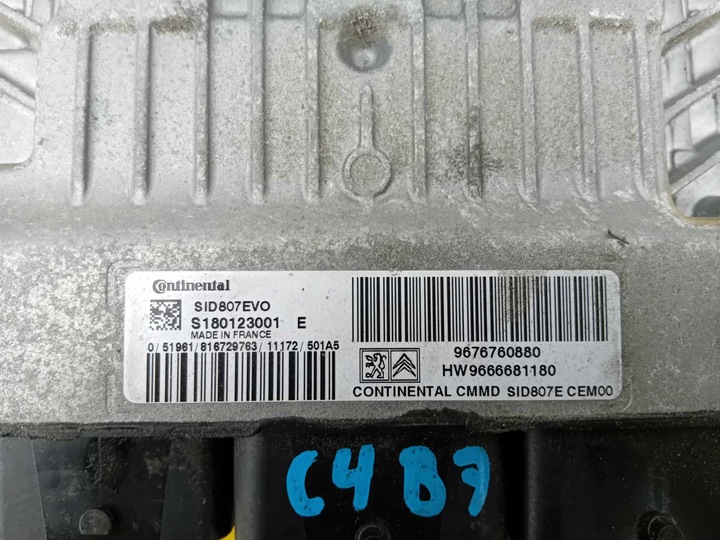 Continental
SID807EVO
S180123001 E
MADE IN FRANCE
0/51961/816729763/11172/501A5
9676760880
HW9666681180
CONTINENTAL CMMD SID807E CEM00
C4 B7